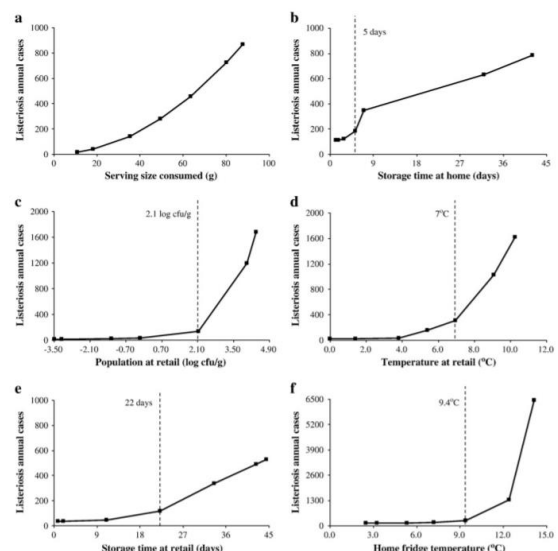 a
Listeriosis annual cases
1000
800
600
400
200
0
0 20 40 60 80 100
Serving size consumed (g)
b
5 days
Listeriosis annual cases
1000
800
600
400
200
0
0 9 18 27 36 45
Storage time at home (days)
c
2.1 log cfu/g
Listeriosis annual cases
2000
1600
1200
800
400
0
-3.50 -2.10 -0.70 0.70 2.10 3.50 4.90
Population at retail (log cfu/g)
d
7°C
Listeriosis annual cases
2000
1600
1200
800
400
0
0.0 2.0 4.0 6.0 8.0 10.0 12.0
Temperature at retail (°C)
e
22 days
Listeriosis annual cases
1000
800
600
400
200
0
0 9 18 27 36 45
Storage time at retail (days)
f
9.4°C
Listeriosis annual cases
6500
5200
3900
2600
1300
0
0.0 3.0 6.0 9.0 12.0 15.0
Home fridge temperature (°C)